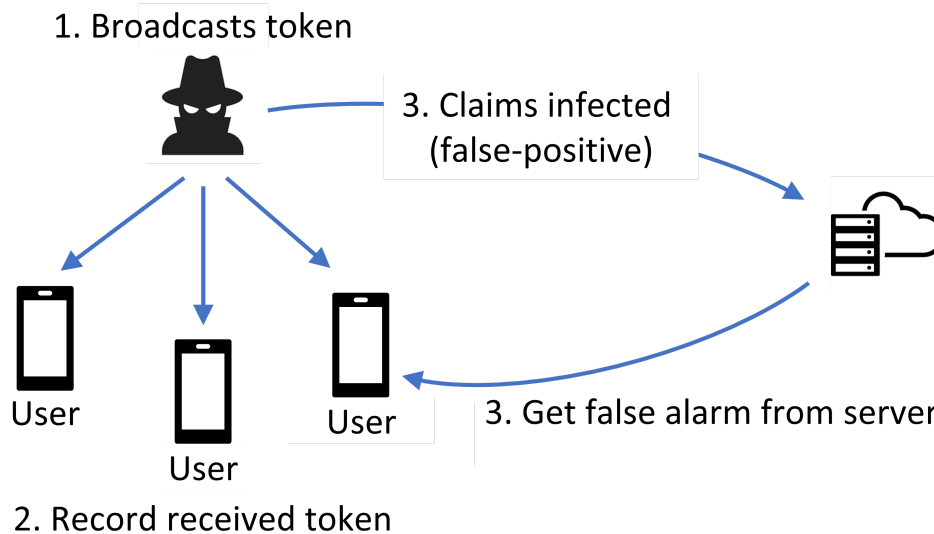 1. Broadcasts token
3. Claims infected
(false-positive)
User
User
User
3. Get false alarm from server
2. Record received token